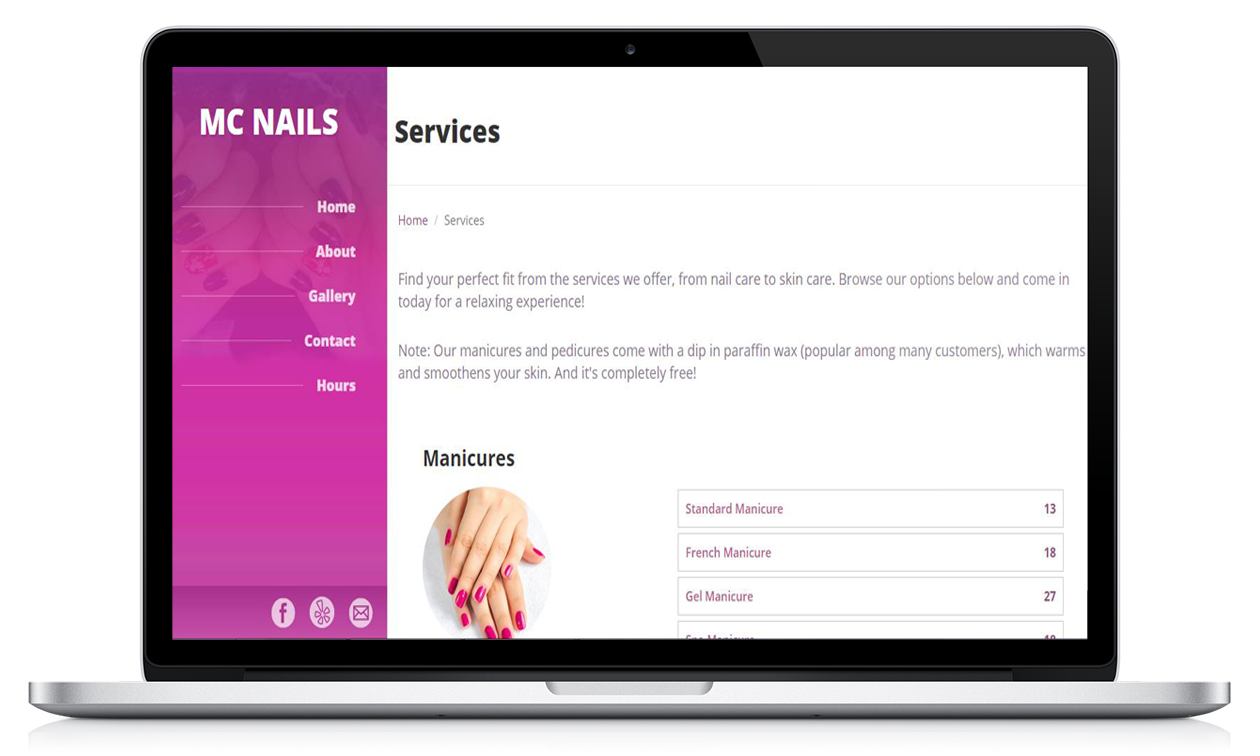 MC NAILS
Home
About
Gallery
Contact
Hours
Services
Home / Services
Find your perfect fit from the services we offer, from nail care to skin care. Browse our options below and come in
today for a relaxing experience!
Note: Our manicures and pedicures come with a dip in paraffin wax (popular among many customers), which warms
and smoothens your skin. And it's completely free!
Manicures
Standard Manicure 13
French Manicure 18
Gel Manicure 27
Spa Manicure